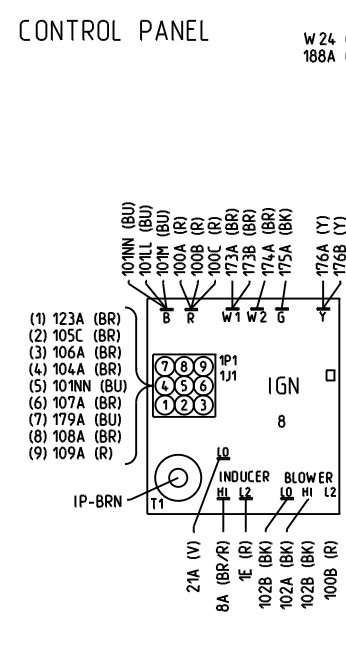 CONTROL PANEL
W24 (
188A (
101NN (BU)
101LL (BU)
101M (BU)
100A (R)
100B (R)
100C (R)
173A (BR)
173B (BR)
174A (BR)
175A (BK)
176A (Y)
176B (Y)
B R W1 W2 G Y
(1) 123A (BR)
(2) 105C (BR)
(3) 106A (BR)
(4) 104A (BR)
(5) 101NN (BU)
(6) 107A (BR)
(7) 179A (BU)
(8) 108A (BR)
(9) 109A (R)
7 8 9
4 5 6
1 2 3
1P1
1J1
IGN
8
LO
INDUCER BLOWER
HI L2 LO HI L2
IP-BRN
T1
21A (V)
8A (BR/R)
1E (R)
102B (BK)
102A (BK)
102B (BK)
100B (R)